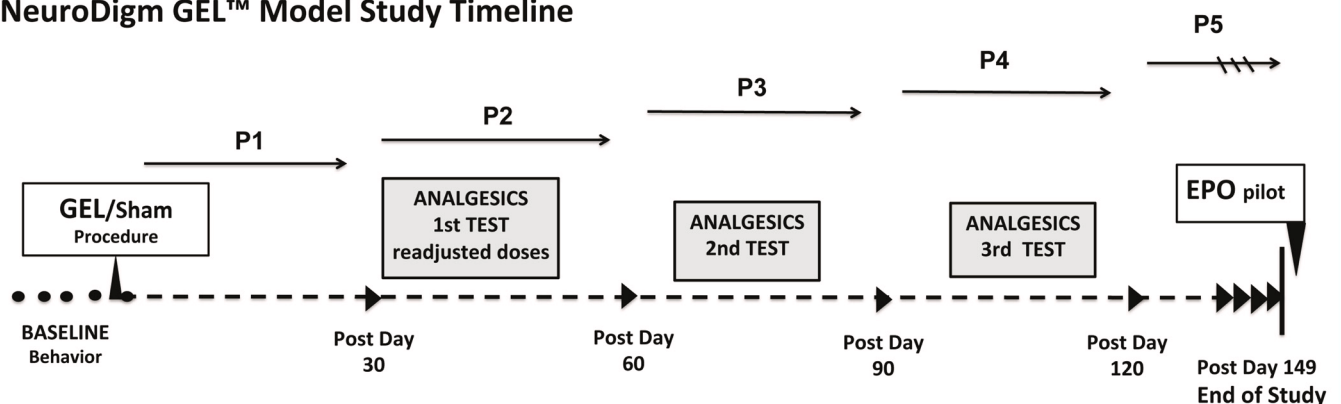 NeuroDigm GEL™ Model Study Timeline
P5
P4
P3
P2
P1
GEL/Sham
Procedure
ANALGESICS
1st TEST
readjusted doses
ANALGESICS
2nd TEST
ANALGESICS
3rd TEST
EPO pilot
BASELINE
Behavior
Post Day
30
Post Day
60
Post Day
90
Post Day
120
Post Day 149
End of Study